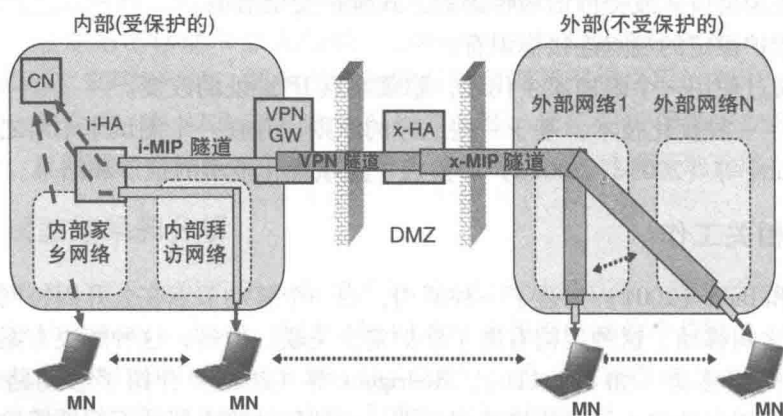 内部(受保护的)
外部(不受保护的)
CN
i-HA
i-MIP 隧道
VPN
GW
VPN 隧道
x-HA
x-MIP 隧道
DMZ
外部网络1
外部网络N
内部家
乡网络
内部拜
访网络
MN
MN
MN
MN